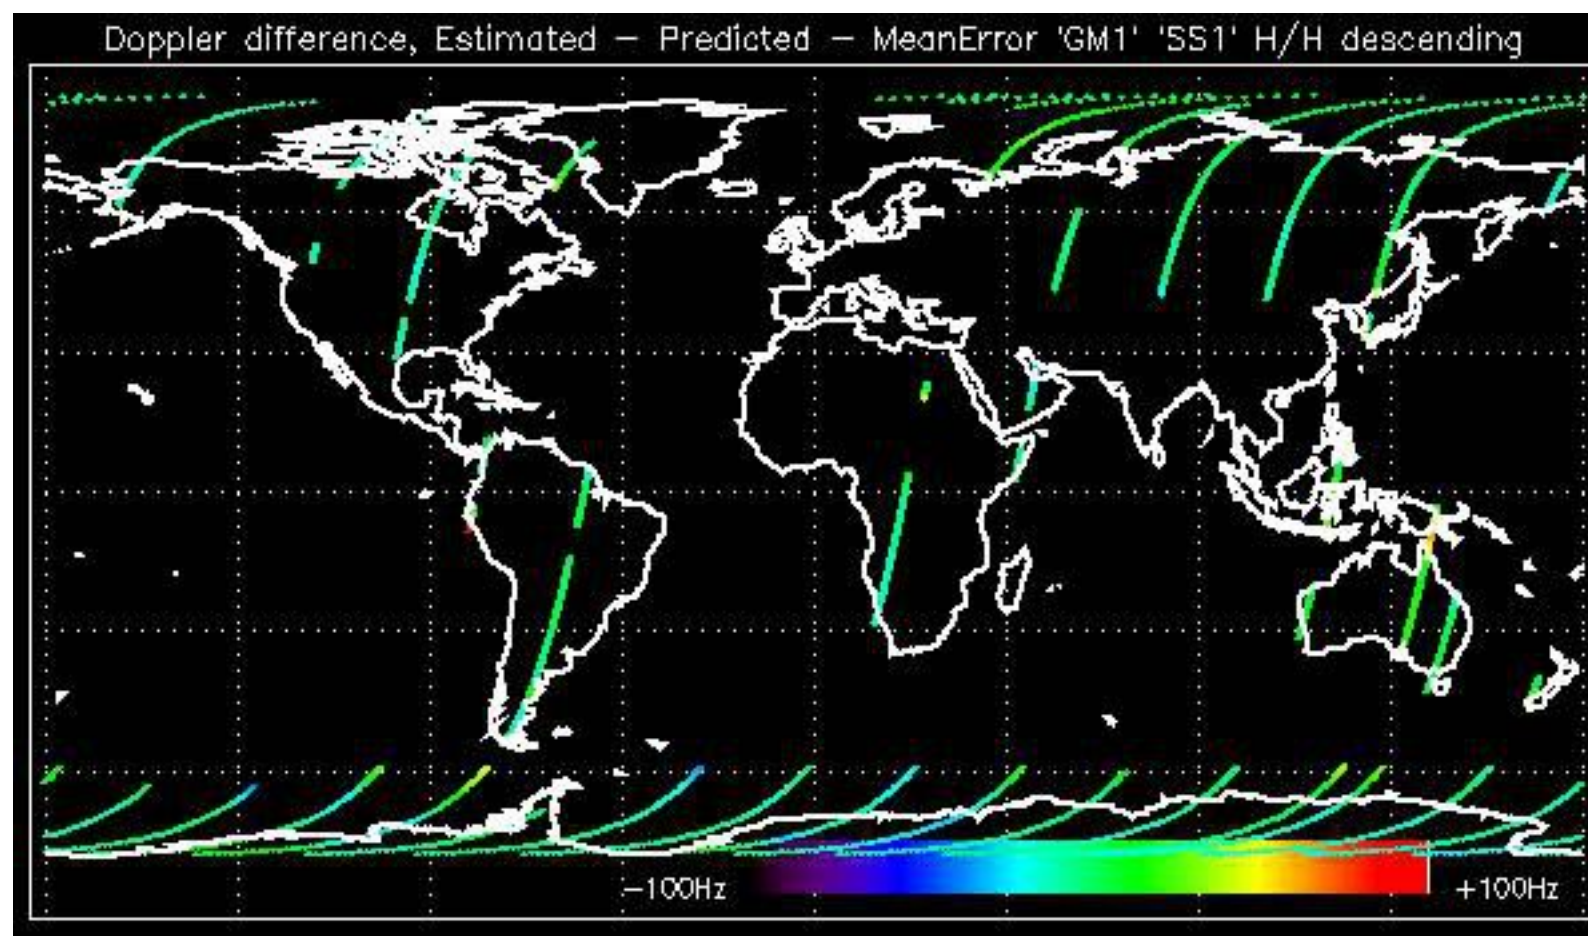 Doppler difference, Estimated – Predicted – MeanError 'GM1' 'SS1' H/H descending
-100Hz +100Hz